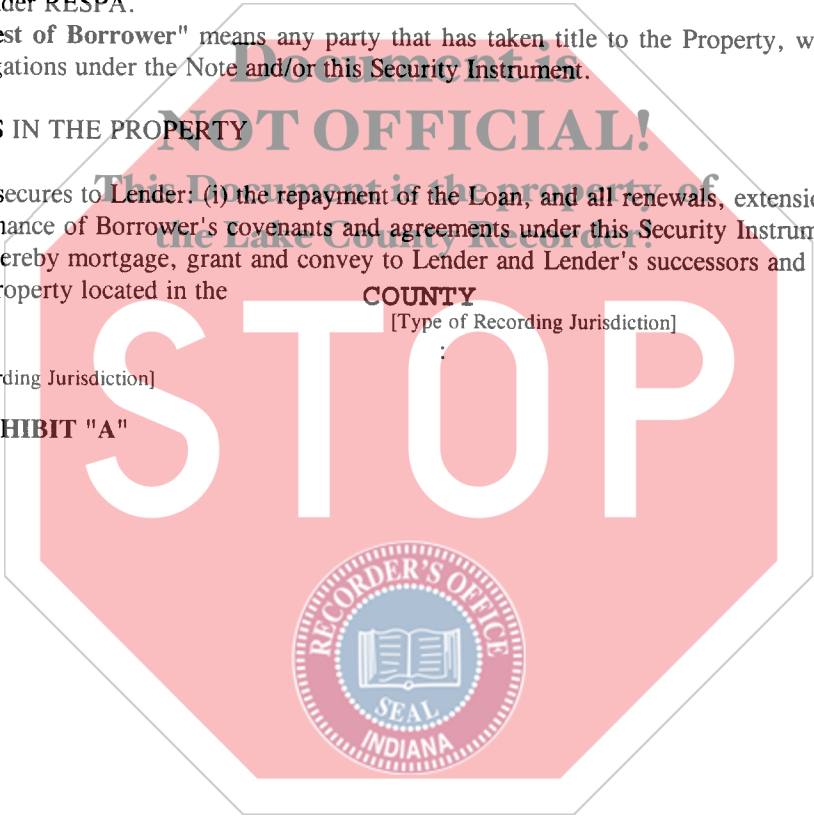 der RESPA.
est of Borrower" means any party that has taken title to the Property, w
gations under the Note and/or this Security Instrument.
Document is
NOT OFFICIAL!
S IN THE PROPERTY
This Document is the property of
the Lake County Recorder!
secures to Lender: (i) the repayment of the Loan, and all renewals, extensi
nance of Borrower's covenants and agreements under this Security Instrum
ereby mortgage, grant and convey to Lender and Lender's successors and
roperty located in the COUNTY
[Type of Recording Jurisdiction]
:
rding Jurisdiction]
HIBIT "A"
STOP
RECORDER'S OFFICE
SEAL
INDIANA